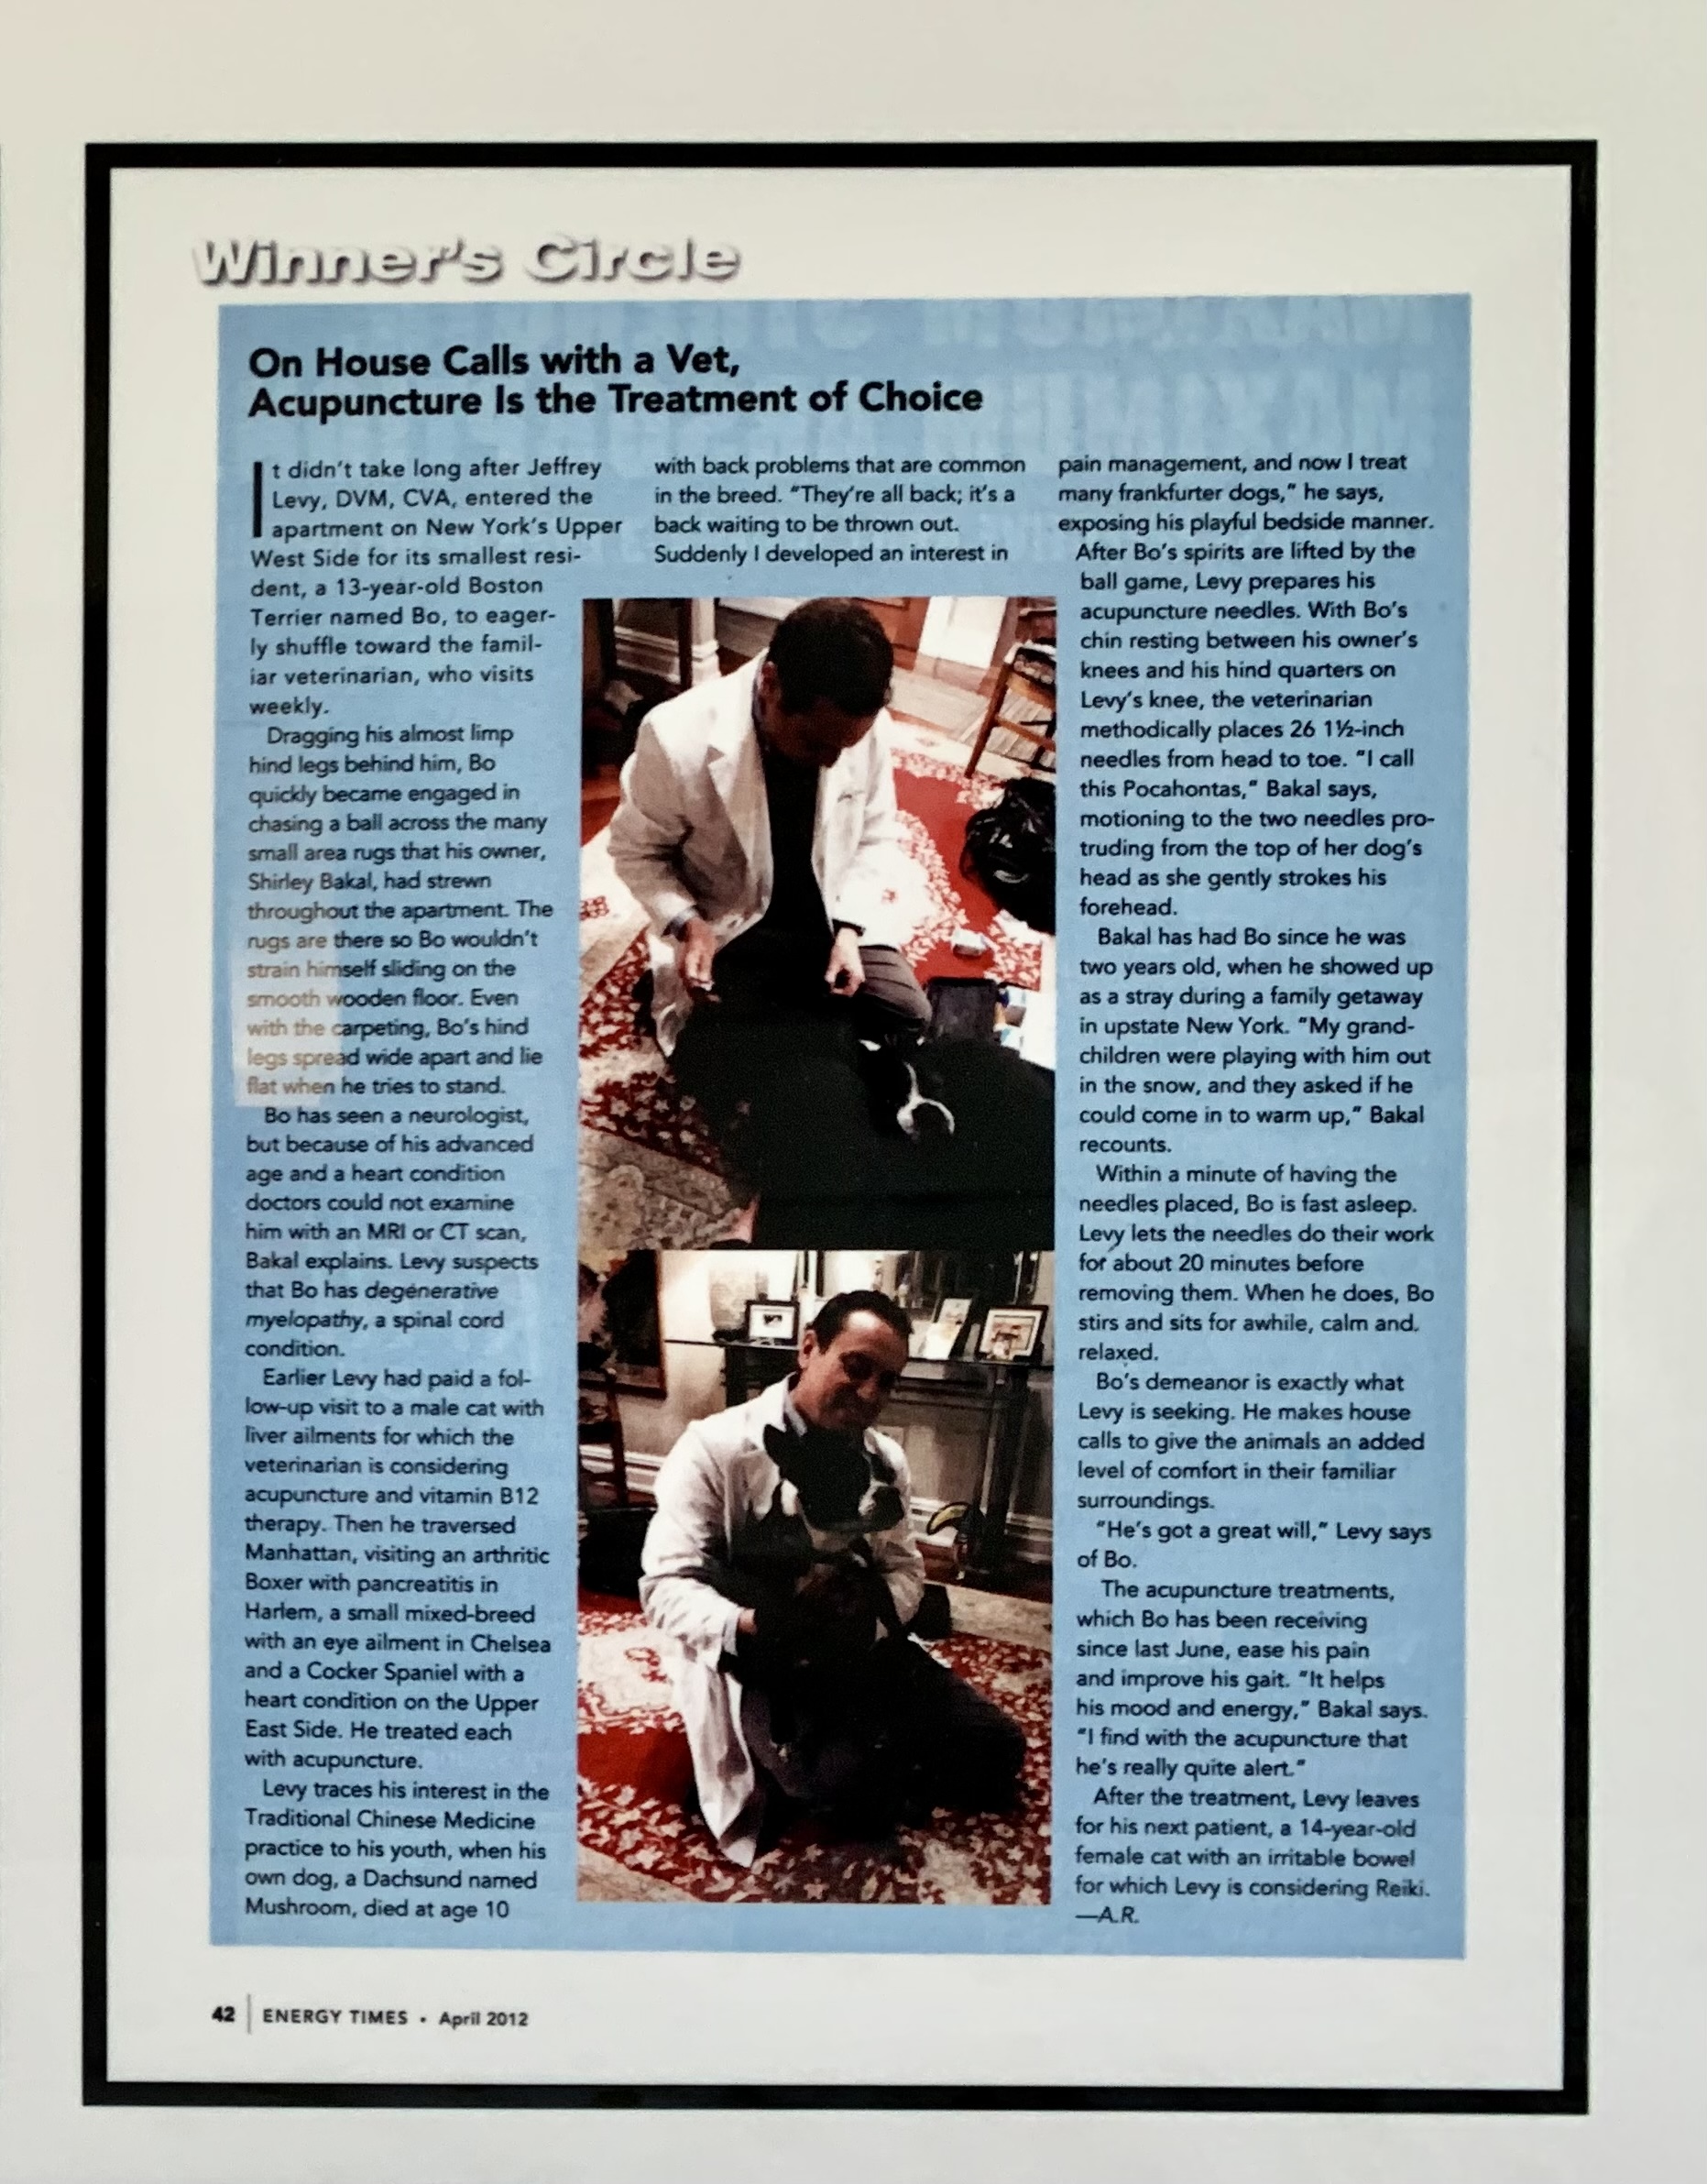 Winner's Circle
On House Calls with a Vet,
Acupuncture Is the Treatment of Choice
It didn't take long after Jeffrey
Levy, DVM, CVA, entered the
apartment on New York's Upper
West Side for its smallest resi-
dent, a 13-year-old Boston
Terrier named Bo, to eager-
ly shuffle toward the famil-
iar veterinarian, who visits
weekly.
Dragging his almost limp
hind legs behind him, Bo
quickly became engaged in
chasing a ball across the many
small area rugs that his owner,
Shirley Bakal, had strewn
throughout the apartment. The
rugs are there so Bo wouldn't
strain himself sliding on the
smooth wooden floor. Even
with the carpeting, Bo's hind
legs spread wide apart and lie
flat when he tries to stand.
Bo has seen a neurologist,
but because of his advanced
age and a heart condition
doctors could not examine
him with an MRI or CT scan,
Bakal explains. Levy suspects
that Bo has degenerative
myelopathy, a spinal cord
condition.
Earlier Levy had paid a fol-
low-up visit to a male cat with
liver ailments for which the
veterinarian is considering
acupuncture and vitamin B12
therapy. Then he traversed
Manhattan, visiting an arthritic
Boxer with pancreatitis in
Harlem, a small mixed-breed
with an eye ailment in Chelsea
and a Cocker Spaniel with a
heart condition on the Upper
East Side. He treated each
with acupuncture.
Levy traces his interest in the
Traditional Chinese Medicine
practice to his youth, when his
own dog, a Dachsund named
Mushroom, died at age 10
with back problems that are common
in the breed. "They're all back; it's a
back waiting to be thrown out.
Suddenly I developed an interest in
pain management, and now I treat
many frankfurter dogs," he says,
exposing his playful bedside manner.
After Bo's spirits are lifted by the
ball game, Levy prepares his
acupuncture needles. With Bo's
chin resting between his owner's
knees and his hind quarters on
Levy's knee, the veterinarian
methodically places 26 1½-inch
needles from head to toe. "I call
this Pocahontas," Bakal says,
motioning to the two needles pro-
truding from the top of her dog's
head as she gently strokes his
forehead.
Bakal has had Bo since he was
two years old, when he showed up
as a stray during a family getaway
in upstate New York. "My grand-
children were playing with him out
in the snow, and they asked if he
could come in to warm up," Bakal
recounts.
Within a minute of having the
needles placed, Bo is fast asleep.
Levy lets the needles do their work
for about 20 minutes before
removing them. When he does, Bo
stirs and sits for awhile, calm and.
relaxed.
Bo's demeanor is exactly what
Levy is seeking. He makes house
calls to give the animals an added
level of comfort in their familiar
surroundings.
"He's got a great will," Levy says
of Bo.
The acupuncture treatments,
which Bo has been receiving
since last June, ease his pain
and improve his gait. "It helps
his mood and energy," Bakal says.
"I find with the acupuncture that
he's really quite alert."
After the treatment, Levy leaves
for his next patient, a 14-year-old
female cat with an irritable bowel
for which Levy is considering Reiki.
—A.R.
42 | ENERGY TIMES • April 2012